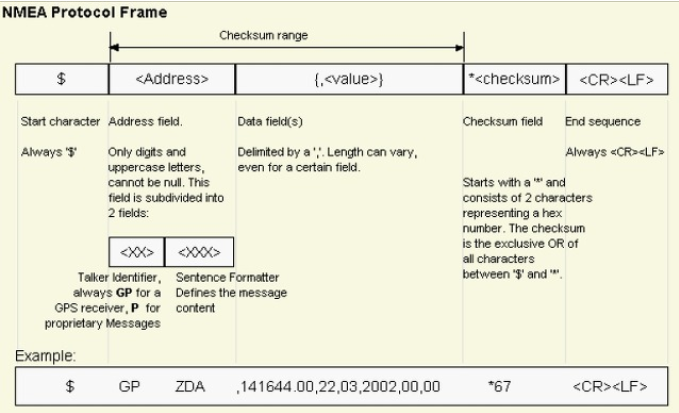 NMEA Protocol Frame
Checksum range
$ <Address> {,<value>} *<checksum> <CR><LF>
Start character
Always '$'
Address field.
Only digits and
uppercase letters,
cannot be null. This
field is subdivided into
2 fields:
<XX> <XXX>
Talker Identifier,
always GP for a
GPS receiver, P for
proprietary Messages
Sentence Formatter
Defines the message
content
Data field(s)
Delimited by a ','. Length can vary,
even for a certain field.
Checksum field
Starts with a '*' and
consists of 2 characters
representing a hex
number. The checksum
is the exclusive OR of
all characters
between '$' and '*'.
End sequence
Always <CR><LF>
Example:
$ GP ZDA ,141644.00,22,03,2002,00,00 *67 <CR><LF>